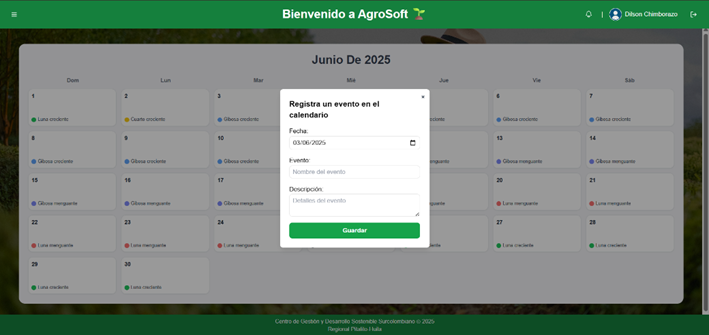 Bienvenido a AgroSoft
| Dilson Chimborazo
Junio De 2025
Dom Lun Mar Mié Jue Vie Sáb
1 2 3 6 7
Luna creciente Cuarto creciente Gibosa creciente Gibosa creciente Gibosa creciente
8 9 10 13 14
Gibosa creciente Gibosa creciente Gibosa creciente Gibosa menguante Gibosa menguante
15 16 17 20 21
Gibosa menguante Gibosa menguante Gibosa menguante Luna menguante Luna menguante
22 23 24 27 28
Luna menguante Luna menguante Luna menguante Luna creciente Luna creciente
29 30
Luna creciente Luna creciente
×
Registra un evento en el
calendario
Fecha:
03/06/2025
Evento:
Nombre del evento
Descripción:
Detalles del evento
Guardar
Centro de Gestión y Desarrollo Sostenible Surcolombiano © 2025
Regional Pitalito Huila